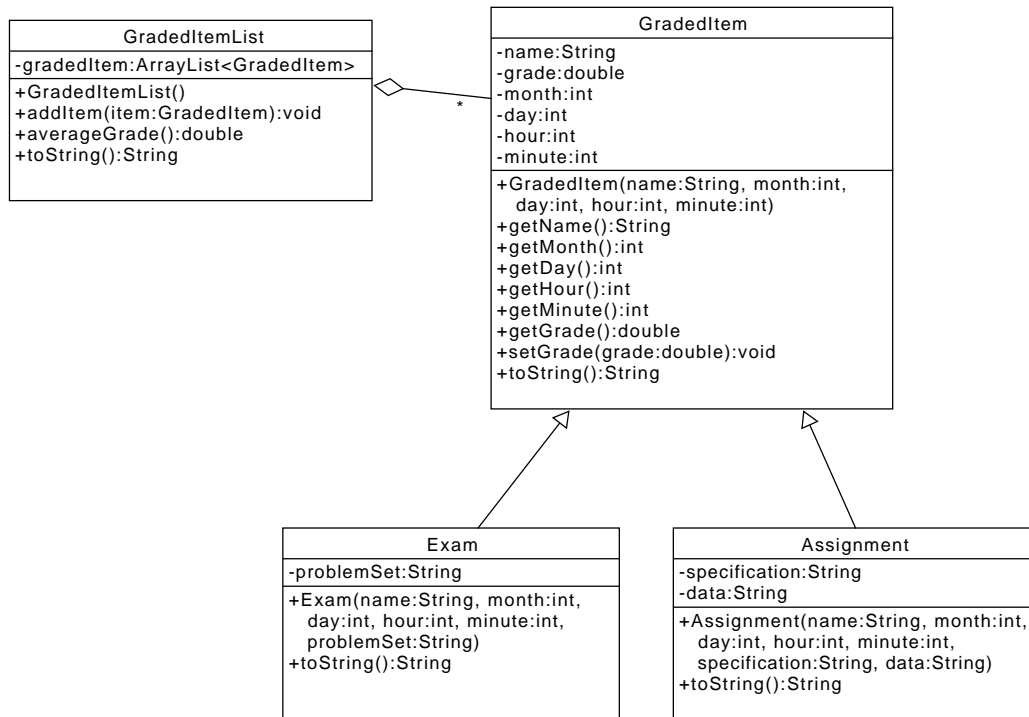 GradedItemList
-gradedItem:ArrayList<GradedItem>
+GradedItemList()
+addItem(item:GradedItem):void
+averageGrade():double
+toString():String
*
GradedItem
-name:String
-grade:double
-month:int
-day:int
-hour:int
-minute:int
+GradedItem(name:String, month:int,
day:int, hour:int, minute:int)
+getName():String
+getMonth():int
+getDay():int
+getHour():int
+getMinute():int
+getGrade():double
+setGrade(grade:double):void
+toString():String
Exam
-problemSet:String
+Exam(name:String, month:int,
day:int, hour:int, minute:int,
problemSet:String)
+toString():String
Assignment
-specification:String
-data:String
+Assignment(name:String, month:int,
day:int, hour:int, minute:int,
specification:String, data:String)
+toString():String